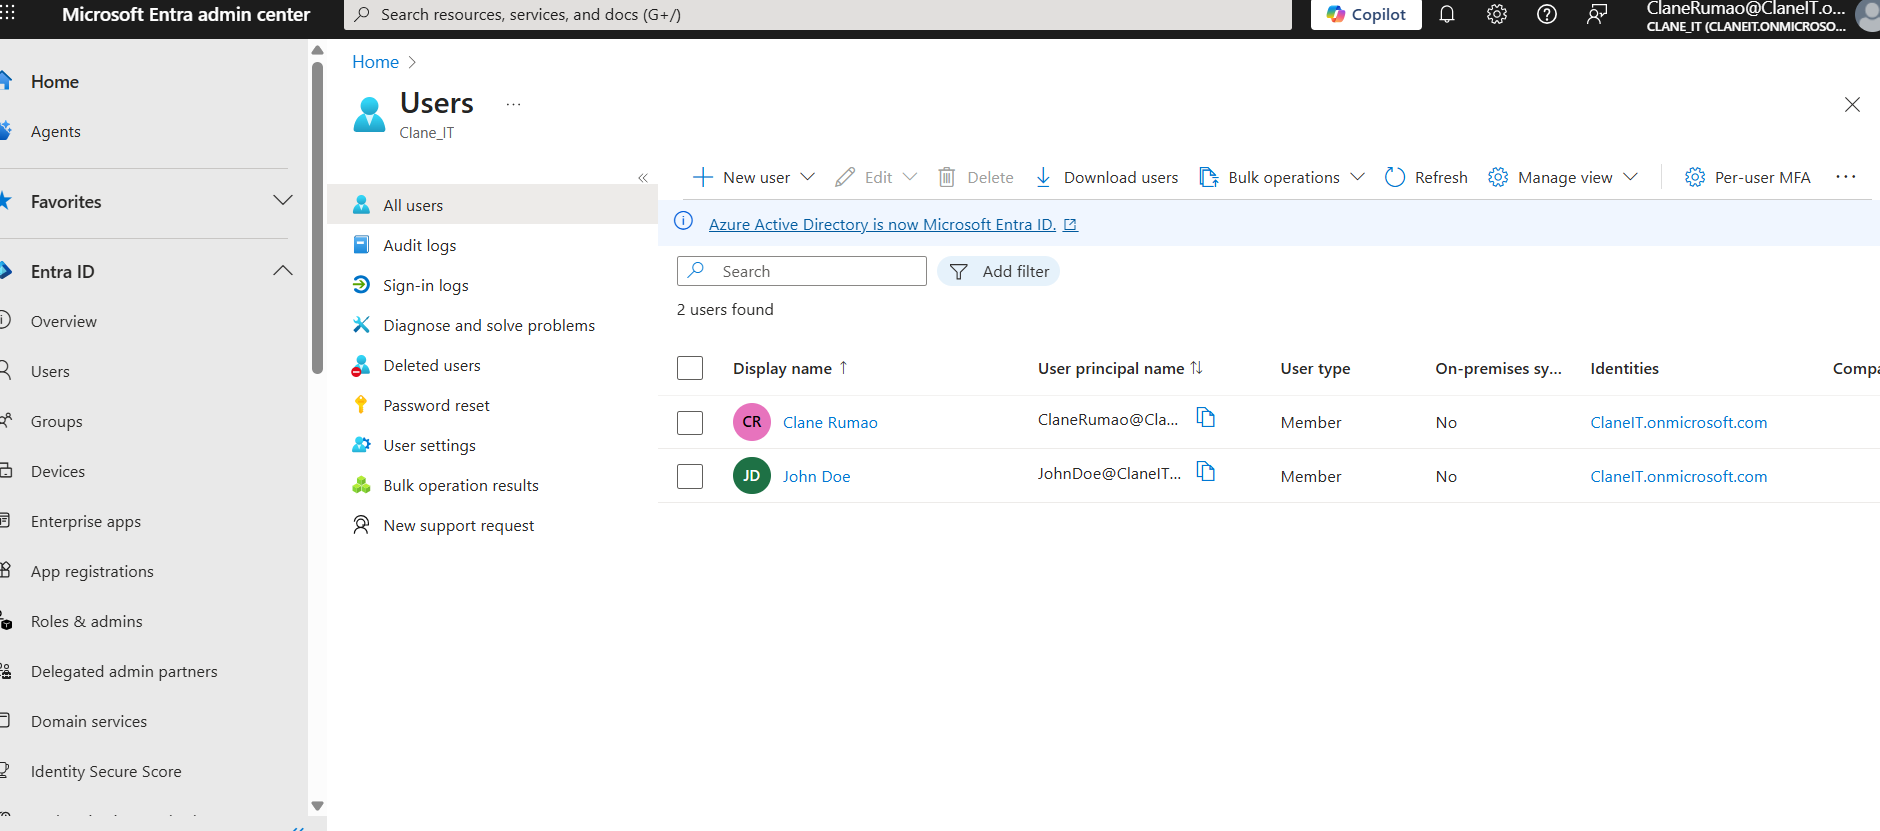 Microsoft Entra admin center
Search resources, services, and docs (G+/)
Copilot
ClaneRumao@ClaneIT.o...
CLANE_IT (CLANEIT.ONMICROSO...
Home
Agents
Favorites
Entra ID
Overview
Users
Groups
Devices
Enterprise apps
App registrations
Roles & admins
Delegated admin partners
Domain services
Identity Secure Score
Home
Users
...
Clane_IT
All users
Audit logs
Sign-in logs
Diagnose and solve problems
Deleted users
Password reset
User settings
Bulk operation results
New support request
New user
Edit
Delete
Download users
Bulk operations
Refresh
Manage view
Per-user MFA
...
Azure Active Directory is now Microsoft Entra ID.
Search
Add filter
2 users found
Display name ↑ User principal name ↑↓ User type On-premises sy... Identities Compa
CR Clane Rumao ClaneRumao@Cla... Member No ClaneIT.onmicrosoft.com
JD John Doe JohnDoe@ClaneIT... Member No ClaneIT.onmicrosoft.com